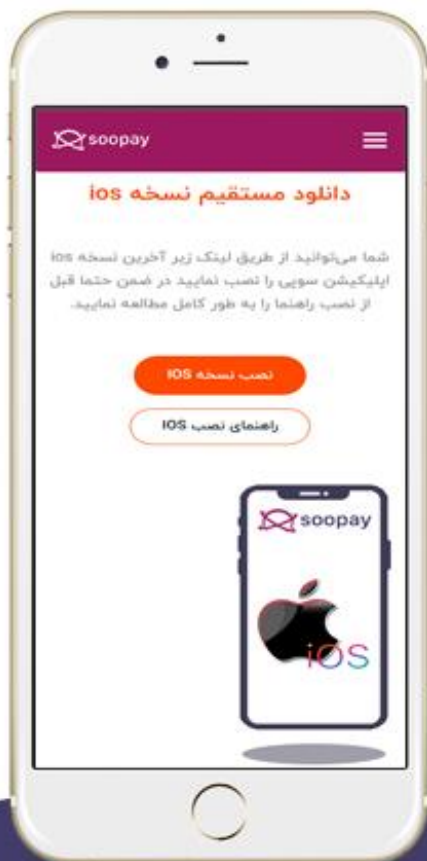 soopay
دانلود مستقیم نسخه ios
شما می‌توانید از طریق لینک زیر آخرین نسخه ios
اپلیکیشن سوپی را نصب نمایید در ضمن حتما قبل
از نصب راهنما را به طور کامل مطالعه نمایید.
نصب نسخه IOS
راهنمای نصب IOS
soopay
iOS